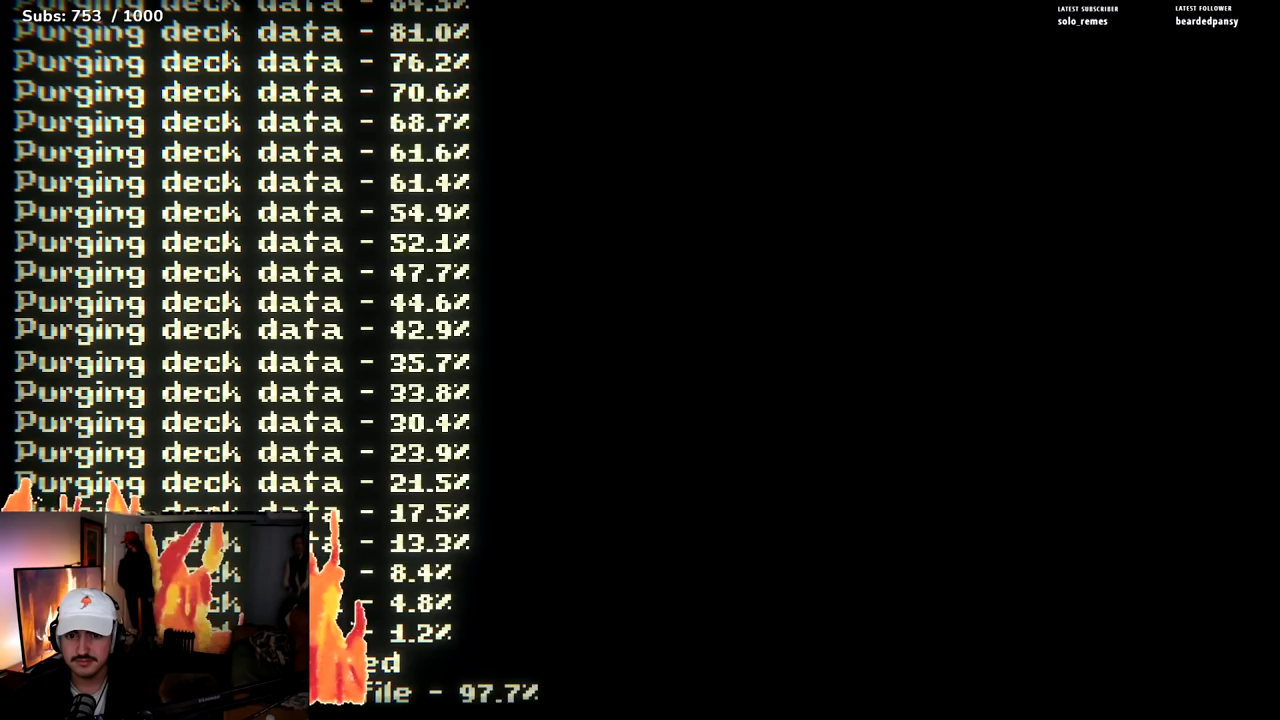 Subs: 753 / 1000
LATEST SUBSCRIBER
solo_remes
LATEST FOLLOWER
beardedpansy
Purging deck data - 81.0%
Purging deck data - 76.2%
Purging deck data - 70.6%
Purging deck data - 68.7%
Purging deck data - 61.6%
Purging deck data - 61.4%
Purging deck data - 54.9%
Purging deck data - 52.1%
Purging deck data - 47.7%
Purging deck data - 44.6%
Purging deck data - 42.9%
Purging deck data - 35.7%
Purging deck data - 33.8%
Purging deck data - 30.4%
Purging deck data - 23.9%
Purging deck data - 21.5%
- 17.5%
- 13.3%
- 8.4%
- 4.8%
- 1.2%
file - 97.7%